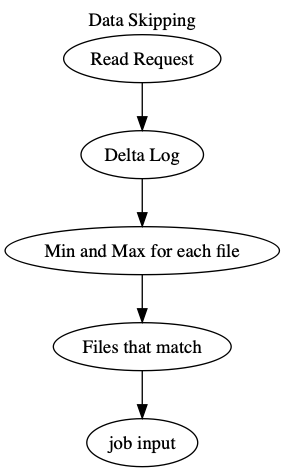 Data Skipping
Read Request
Delta Log
Min and Max for each file
Files that match
job input